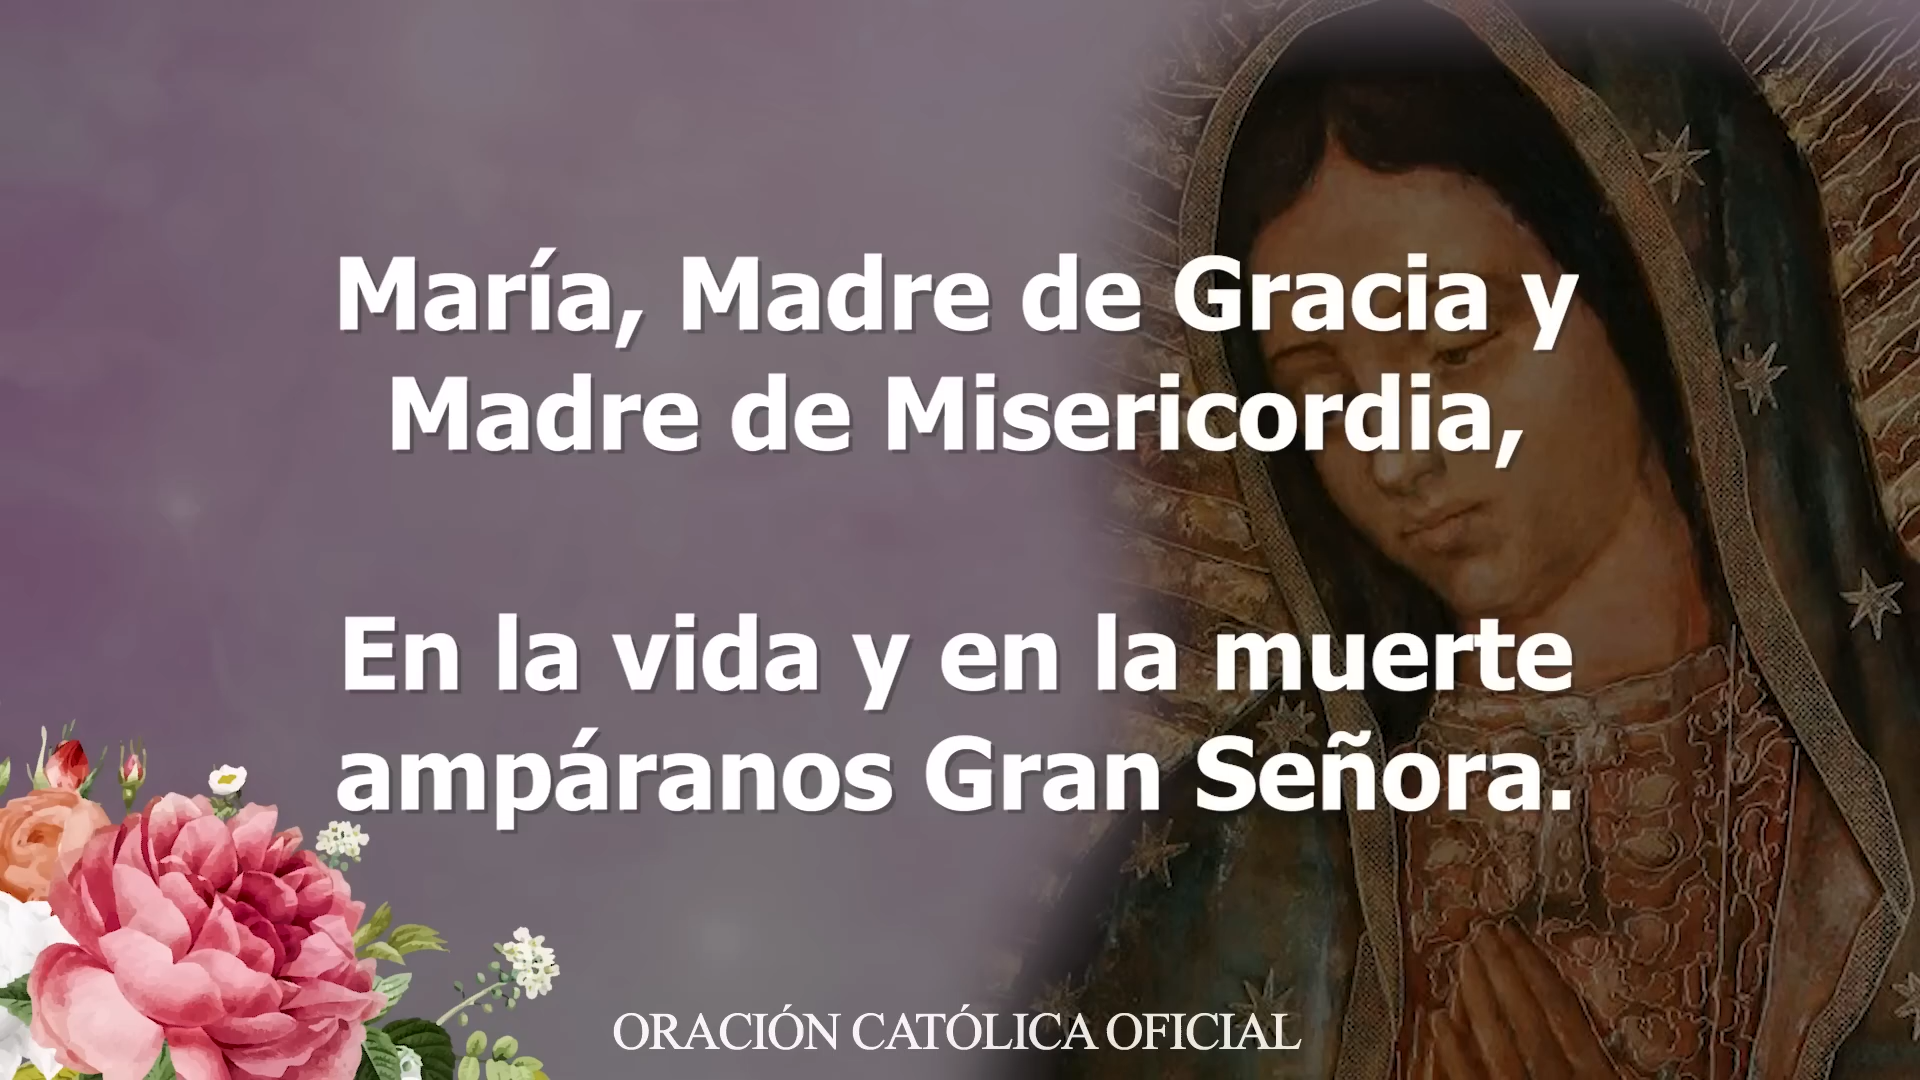 María, Madre de Gracia y
Madre de Misericordia,
En la vida y en la muerte
ampáranos Gran Señora.
ORACIÓN CATÓLICA OFICIAL